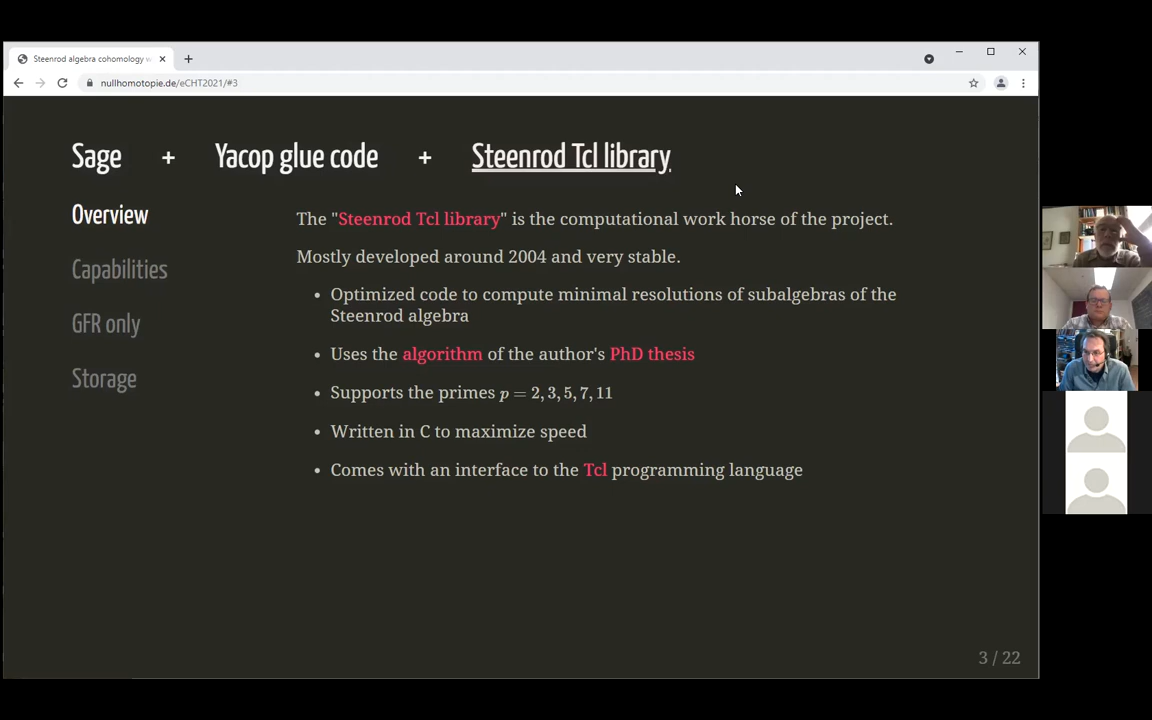 Steenrod algebra cohomology w
nullhomotopie.de/eCHT2021/#3
Sage + Yacop glue code + Steenrod Tcl library
Overview
Capabilities
GFR only
Storage
The "Steenrod Tcl library" is the computational work horse of the project.
Mostly developed around 2004 and very stable.
• Optimized code to compute minimal resolutions of subalgebras of the
Steenrod algebra
• Uses the algorithm of the author's PhD thesis
• Supports the primes p = 2, 3, 5, 7, 11
• Written in C to maximize speed
• Comes with an interface to the Tcl programming language
3 / 22